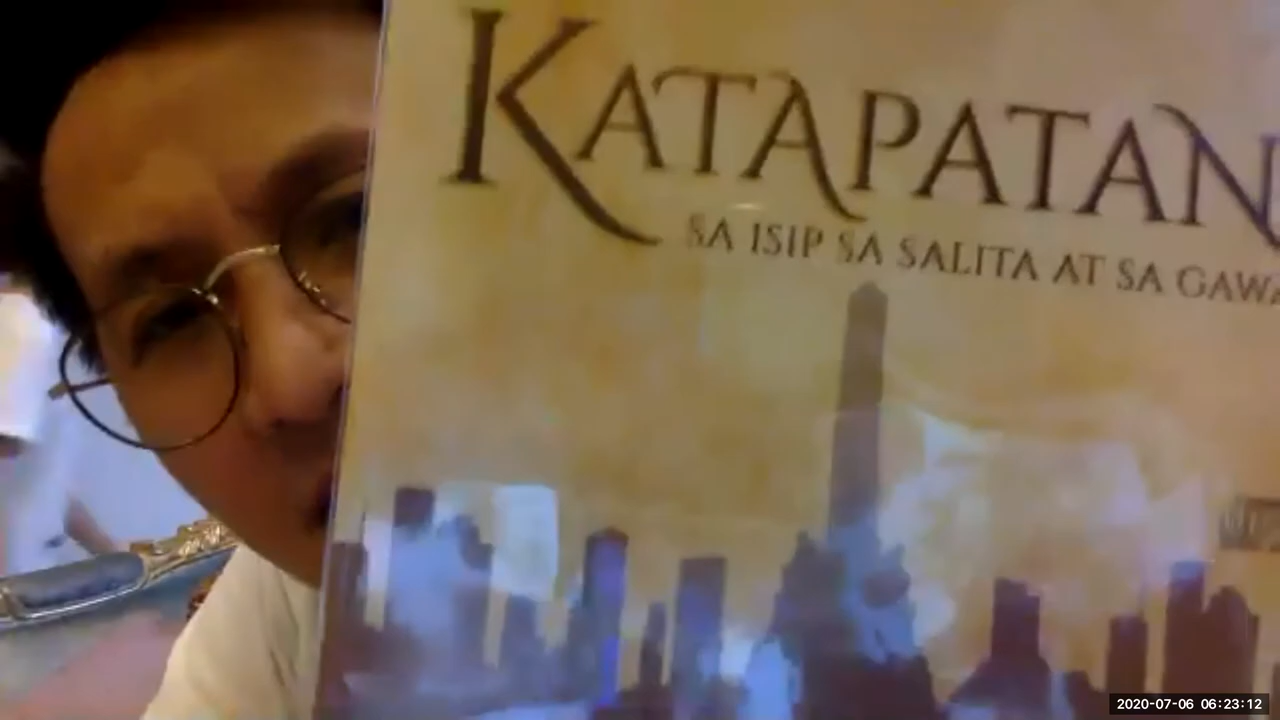 KATAPATAN
SA ISIP SA SALITA AT SA GAWA
2020-07-06 06:23:12